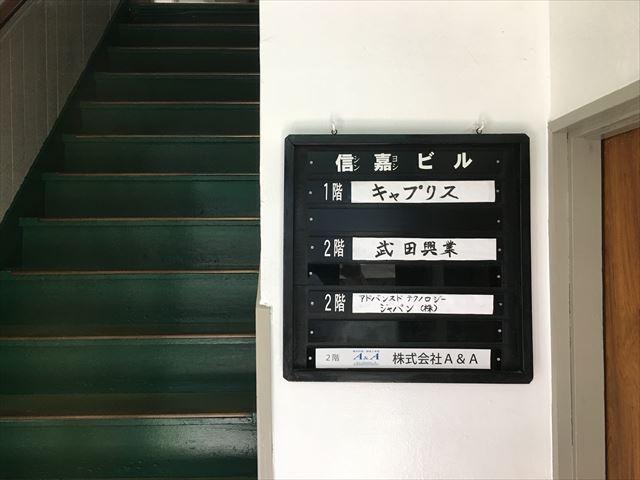 信シン嘉ヨシビル
1階 キャプリス
2階 武田興業
2階 アドバンスド テクノロジー
ジャパン (株)
2階 A&A 株式会社A&A